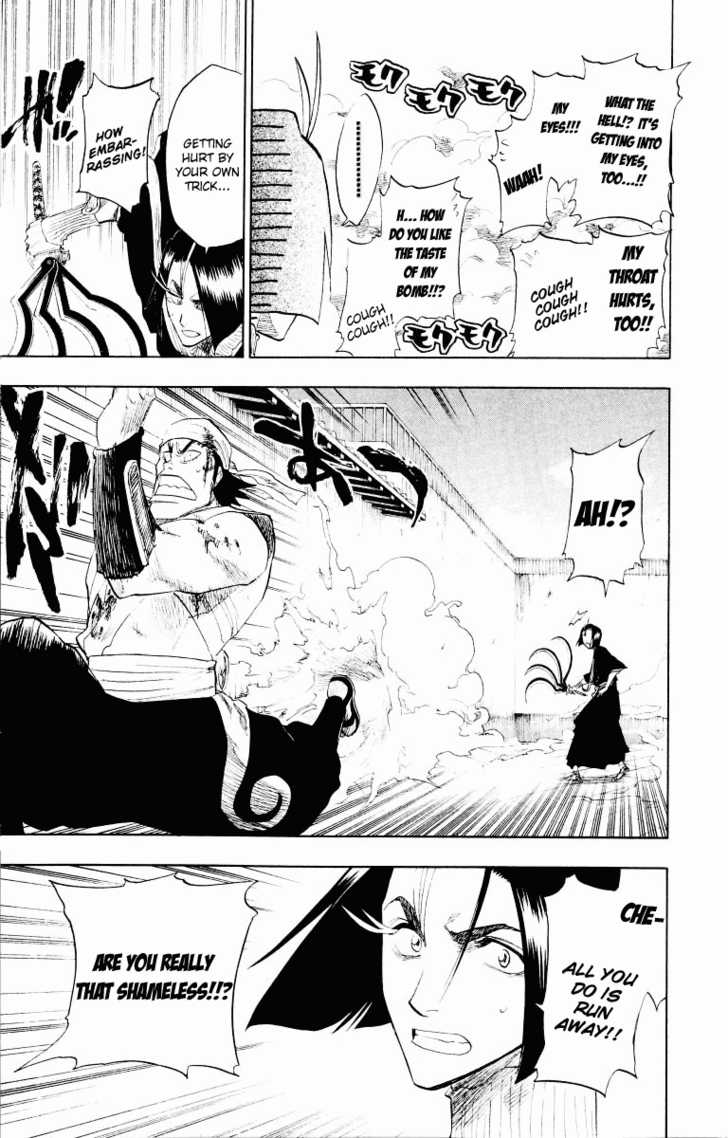 WHAT THE
HELL!? IT'S
GETTING INTO
MY EYES,
TOO...!!
MY
EYES!!!
WAAH!
MY
THROAT
HURTS,
TOO!!
COUGH
COUGH
COUGH!!
モク
モク
モク
..........
H... HOW
DO YOU LIKE
THE TASTE
OF MY
BOMB!!?
COUGH
COUGH!!
モク
モク
GETTING
HURT BY
YOUR OWN
TRICK...
HOW
EMBAR-
RASSING!
AH!?
あっ
CHE-
ALL YOU
DO IS
RUN
AWAY!!
ARE YOU REALLY
THAT SHAMELESS!!?